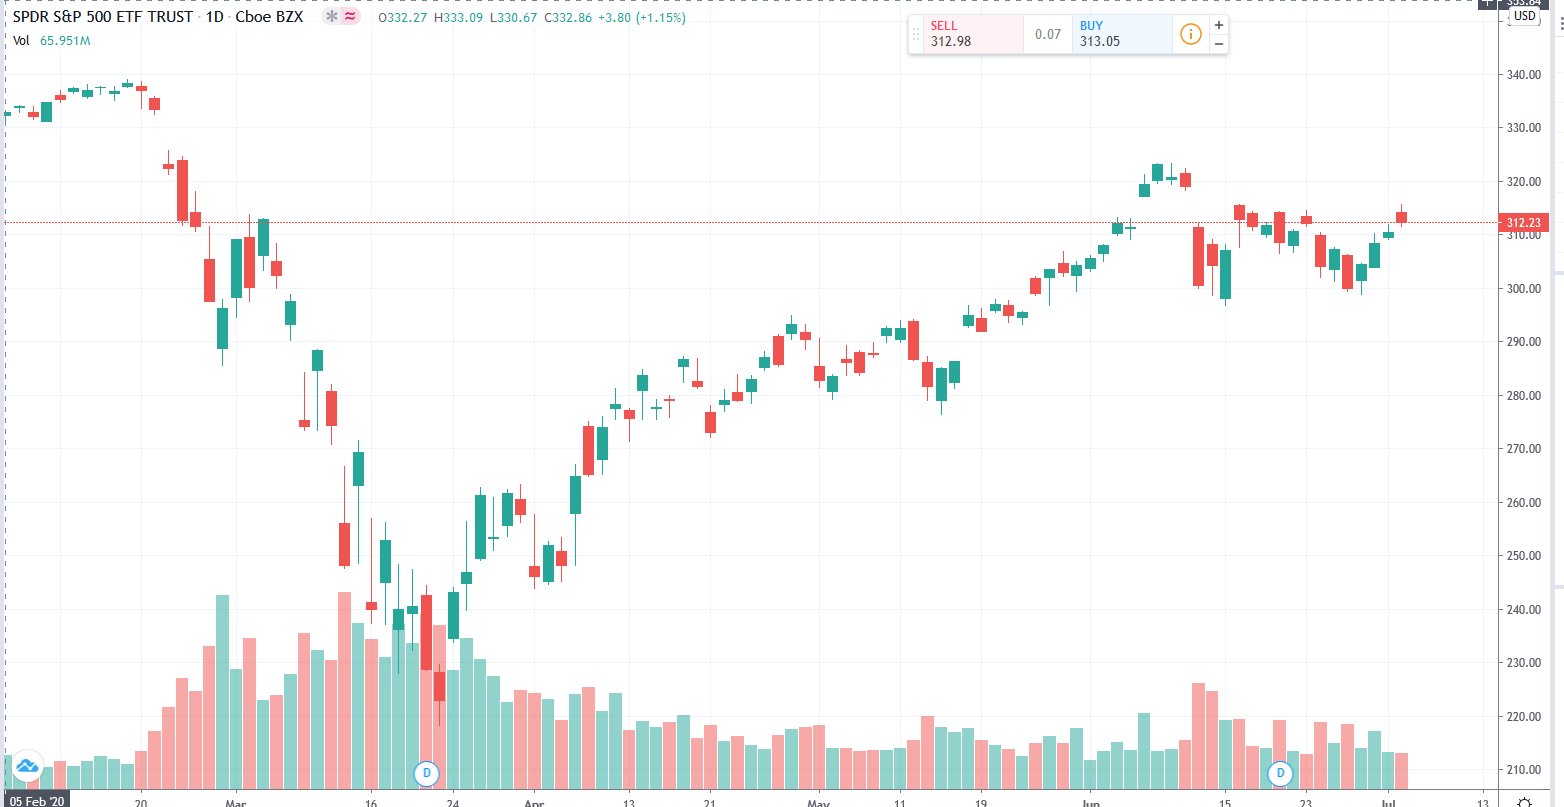 SPDR S&P 500 ETF TRUST · 1D · Cboe BZX
O332.27 H333.09 L330.67 C332.86 +3.80 (+1.15%)
Vol 65.951M
SELL
312.98
0.07
BUY
313.05
USD
340.00
330.00
320.00
312.23
310.00
300.00
290.00
280.00
270.00
260.00
250.00
240.00
230.00
220.00
210.00
D
D
05 Feb '20
20
Mar
16
24
Apr
13
21
May
11
19
Jun
15
23
Jul
13